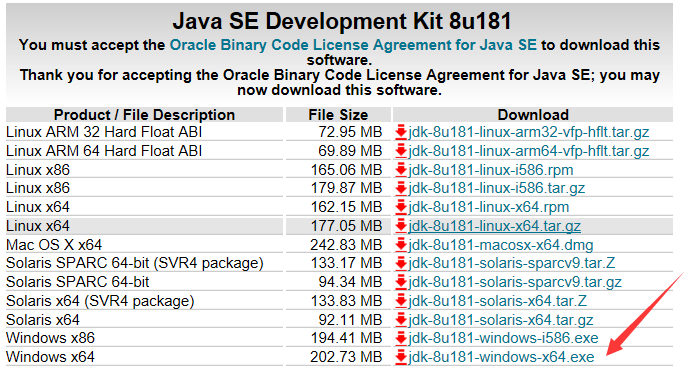 Java SE Development Kit 8u181
You must accept the Oracle Binary Code License Agreement for Java SE to download this
software.
Thank you for accepting the Oracle Binary Code License Agreement for Java SE; you may
now download this software.
Product / File Description File Size Download
Linux ARM 32 Hard Float ABI 72.95 MB jdk-8u181-linux-arm32-vfp-hflt.tar.gz
Linux ARM 64 Hard Float ABI 69.89 MB jdk-8u181-linux-arm64-vfp-hflt.tar.gz
Linux x86 165.06 MB jdk-8u181-linux-i586.rpm
Linux x86 179.87 MB jdk-8u181-linux-i586.tar.gz
Linux x64 162.15 MB jdk-8u181-linux-x64.rpm
Linux x64 177.05 MB jdk-8u181-linux-x64.tar.gz
Mac OS X x64 242.83 MB jdk-8u181-macosx-x64.dmg
Solaris SPARC 64-bit (SVR4 package) 133.17 MB jdk-8u181-solaris-sparcv9.tar.Z
Solaris SPARC 64-bit 94.34 MB jdk-8u181-solaris-sparcv9.tar.gz
Solaris x64 (SVR4 package) 133.83 MB jdk-8u181-solaris-x64.tar.Z
Solaris x64 92.11 MB jdk-8u181-solaris-x64.tar.gz
Windows x86 194.41 MB jdk-8u181-windows-i586.exe
Windows x64 202.73 MB jdk-8u181-windows-x64.exe